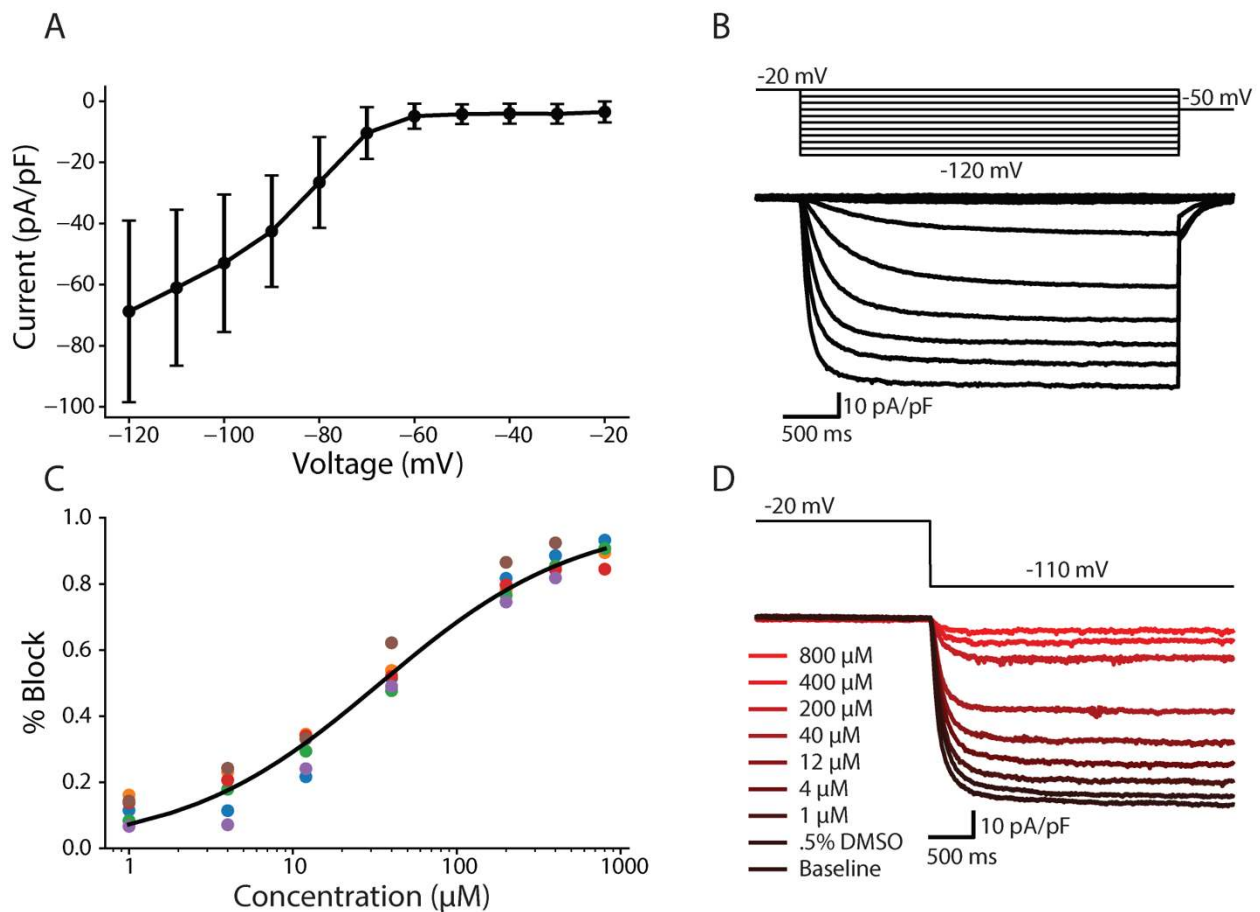 A
0
−20
−40
−60
−80
−100
Current (pA/pF)
−120
−100
−80
−60
−40
−20
Voltage (mV)
B
-20 mV
-50 mV
-120 mV
10 pA/pF
500 ms
C
1.0
0.8
0.6
0.4
0.2
0.0
% Block
1
10
100
1000
Concentration (µM)
D
-20 mV
-110 mV
800 µM
400 µM
200 µM
40 µM
12 µM
4 µM
1 µM
.5% DMSO
Baseline
10 pA/pF
500 ms